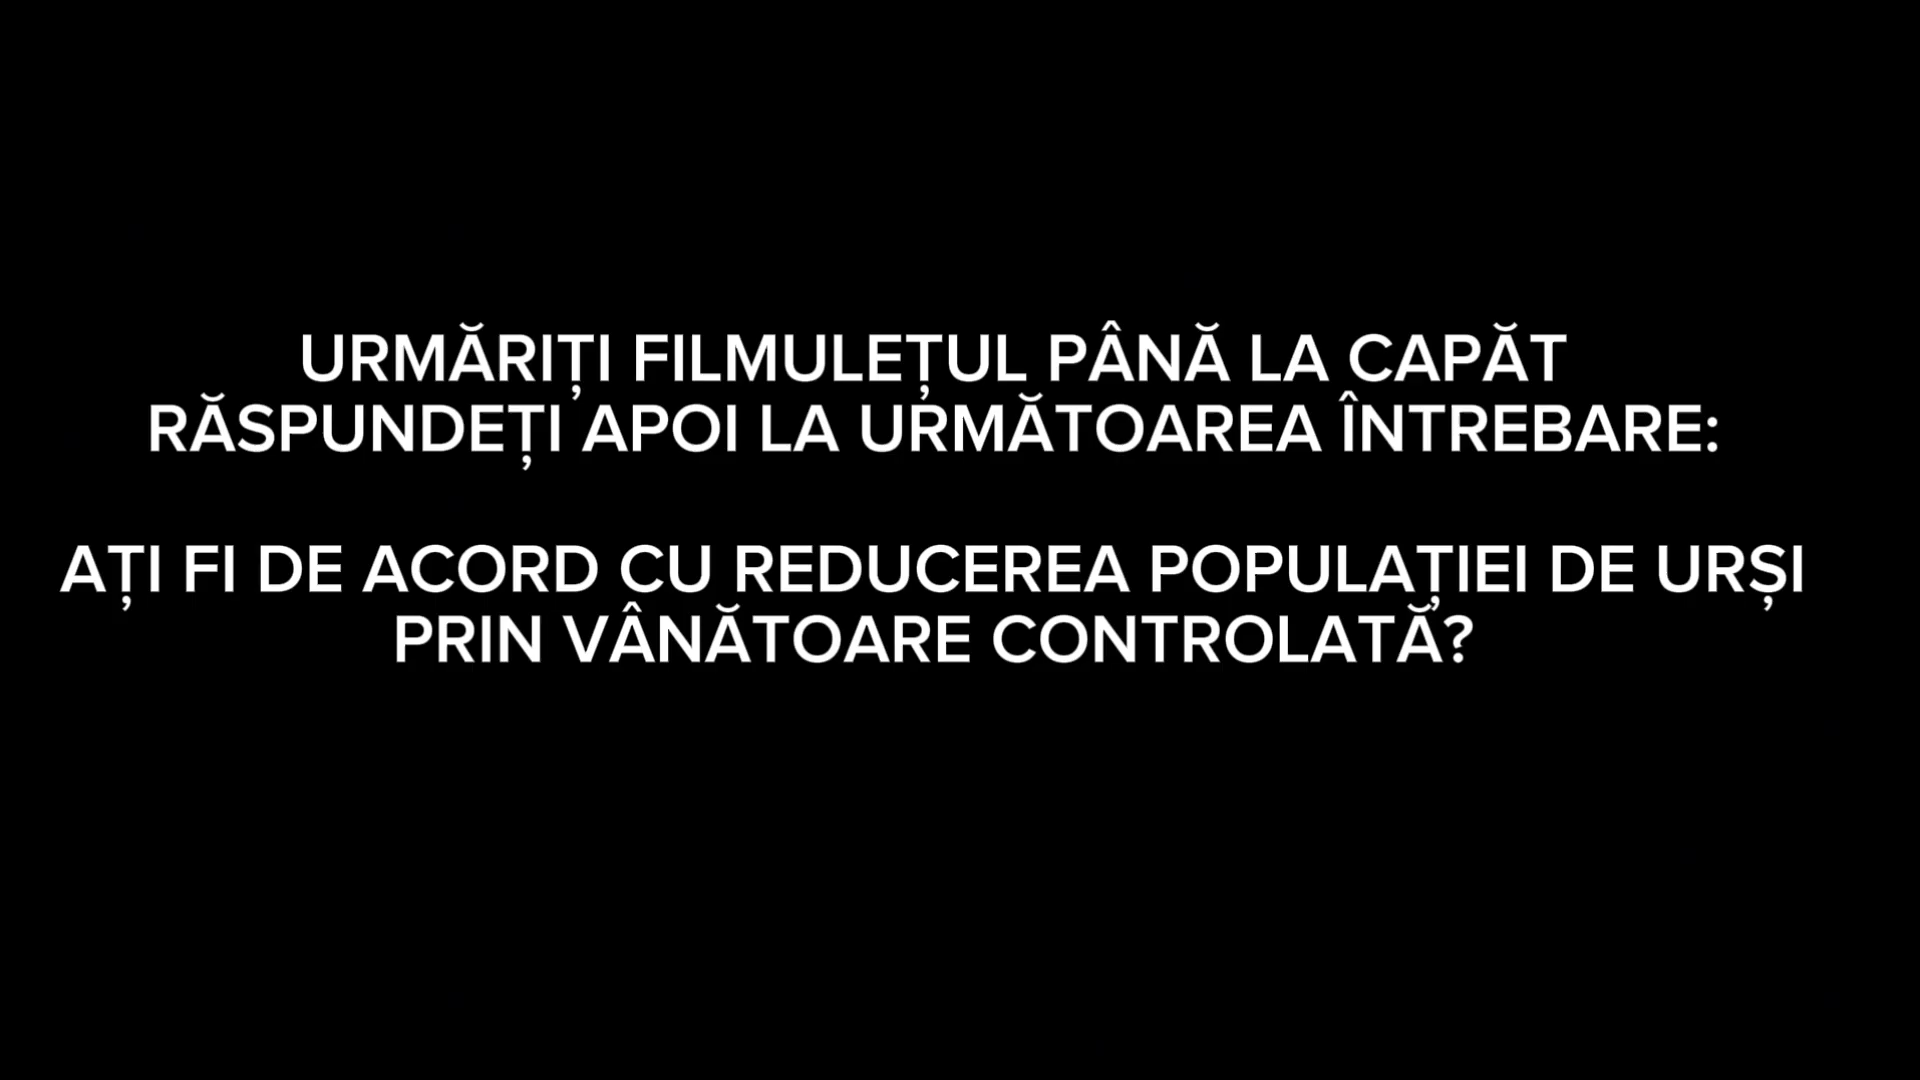 URMĂRIȚI FILMULEȚUL PÂNĂ LA CAPĂT
RĂSPUNDEȚI APOI LA URMĂTOAREA ÎNTREBARE:
AȚI FI DE ACORD CU REDUCEREA POPULAȚIEI DE URȘI
PRIN VÂNĂTOARE CONTROLATĂ?